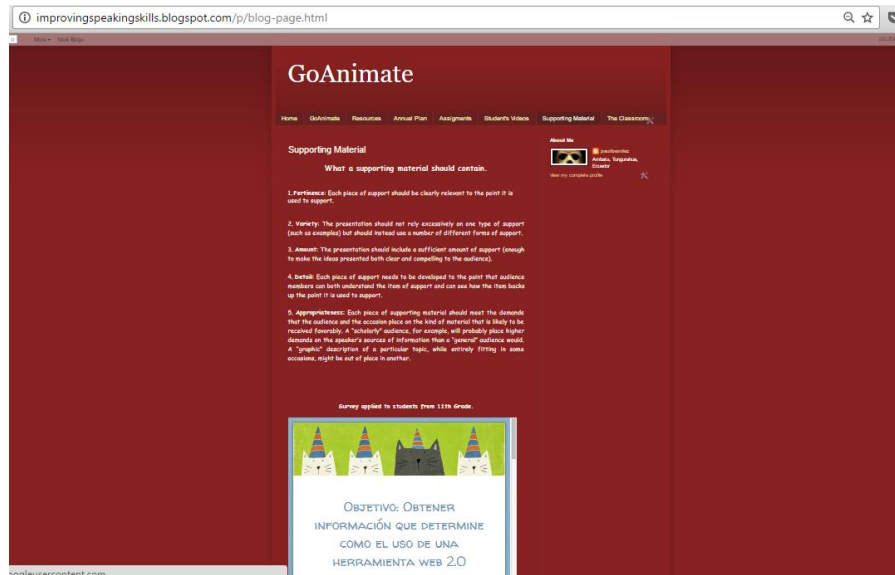 improvingspeakingskills.blogspot.com/p/blog-page.html
More Next Blog»
GoAnimate
Home GoAnimate Resources Annual Plan Assigments Student's Videos Supporting Material The Classroom
Supporting Material
What a supporting material should contain.
1.Pertinence: Each piece of support should be clearly relevant to the point it is
used to support.
2. Variety: The presentation should not rely excessively on one type of support
(such as examples) but should instead use a number of different forms of support.
3. Amount: The presentation should include a sufficient amount of support (enough
to make the ideas presented both clear and compelling to the audience).
4. Detail: Each piece of support needs to be developed to the point that audience
members can both understand the item of support and can see how the item backs
up the point it is used to support.
5. Appropriateness: Each piece of supporting material should meet the demands
that the audience and the occasion place on the kind of material that is likely to be
received favorably. A "scholarly" audience, for example, will probably place higher
demands on the speaker's sources of information than a "general" audience would.
A "graphic" description of a particular topic, while entirely fitting in some
occasions, might be out of place in another.
Survey applied to students from 11th Grade.
Objetivo: Obtener
información que determine
como el uso de una
herramienta web 2.0
About Me
Ambato, Tungurahua,
Ecuador
View my complete profile
oogleusercontent.com